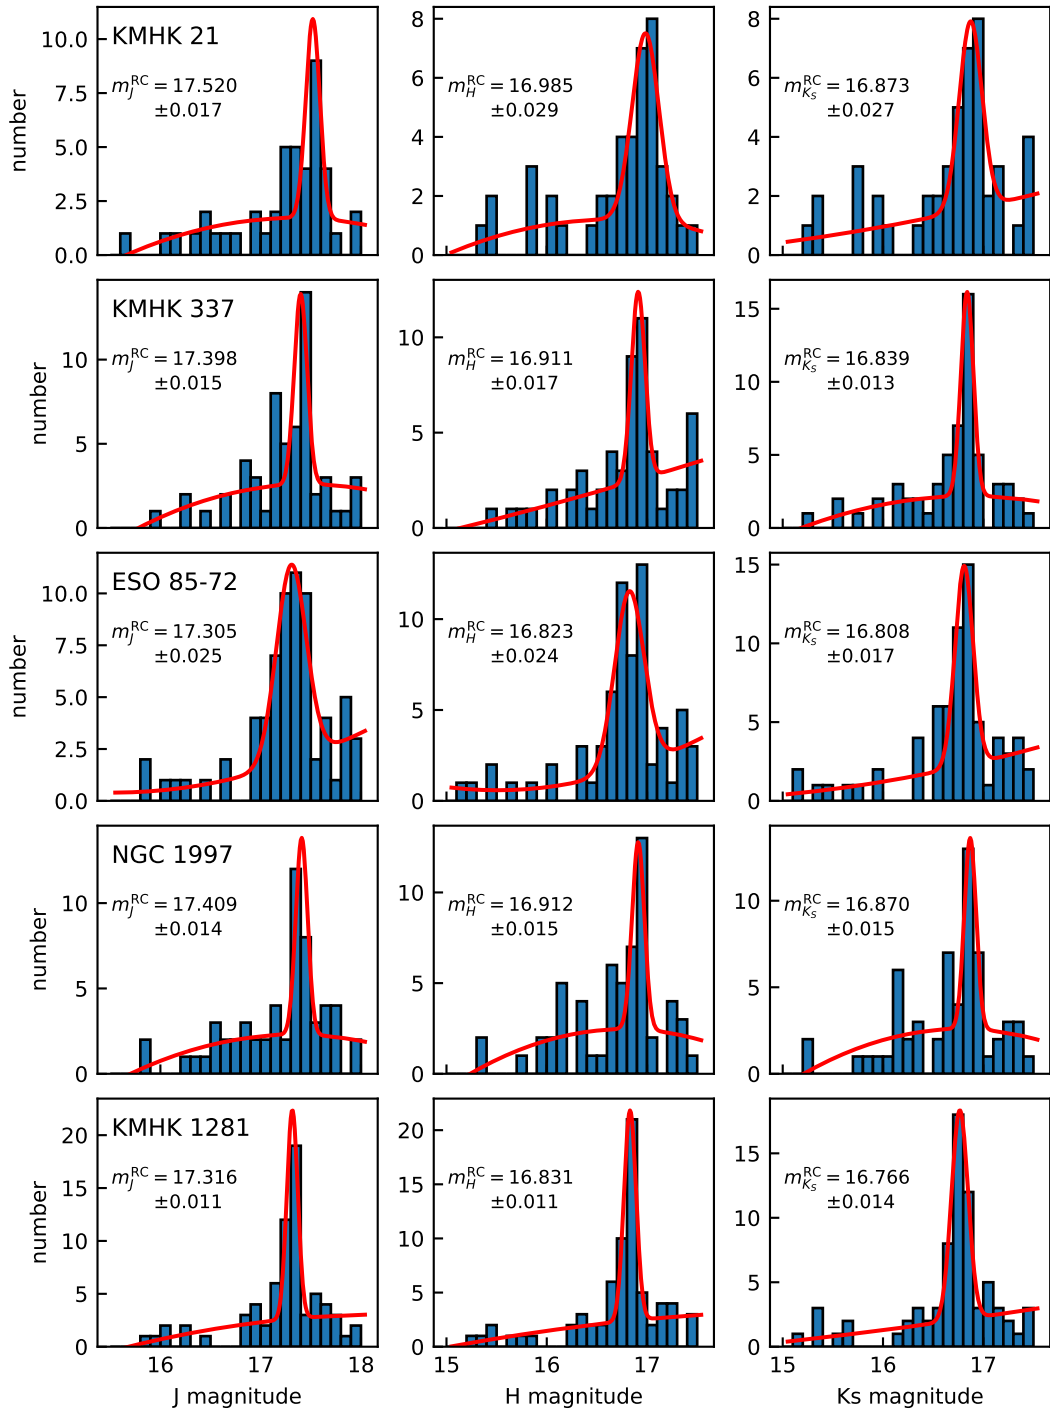 KMHK 21
m_J^RC = 17.520
±0.017
m_H^RC = 16.985
±0.029
m_Ks^RC = 16.873
±0.027
number
10.0
7.5
5.0
2.5
0.0
8
6
4
2
0
8
6
4
2
0
KMHK 337
m_J^RC = 17.398
±0.015
m_H^RC = 16.911
±0.017
m_Ks^RC = 16.839
±0.013
number
10
5
0
10
5
0
15
10
5
0
ESO 85-72
m_J^RC = 17.305
±0.025
m_H^RC = 16.823
±0.024
m_Ks^RC = 16.808
±0.017
number
10.0
7.5
5.0
2.5
0.0
10
5
0
15
10
5
0
NGC 1997
m_J^RC = 17.409
±0.014
m_H^RC = 16.912
±0.015
m_Ks^RC = 16.870
±0.015
number
10
5
0
10
5
0
10
5
0
KMHK 1281
m_J^RC = 17.316
±0.011
m_H^RC = 16.831
±0.011
m_Ks^RC = 16.766
±0.014
number
20
15
10
5
0
20
15
10
5
0
15
10
5
0
16 17 18
15 16 17
15 16 17
J magnitude
H magnitude
Ks magnitude